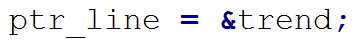 ptr_line = &trend;